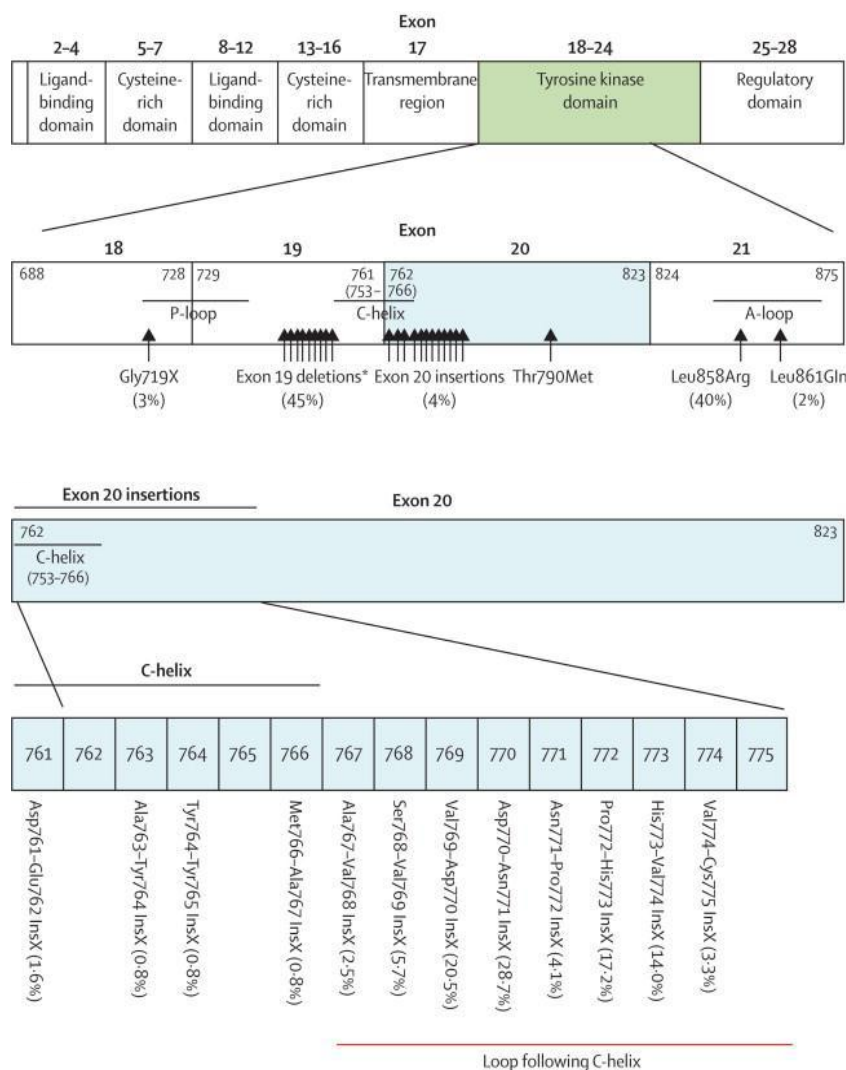 Exon
2–4 5–7 8–12 13–16 17 18–24 25–28
Ligand-binding domain
Cysteine-rich domain
Ligand-binding domain
Cysteine-rich domain
Transmembrane region
Tyrosine kinase domain
Regulatory domain
Exon
18 19 20 21
688 728 729 761 762 823 824 875
(753–766)
P-loop C-helix A-loop
Gly719X
(3%)
Exon 19 deletions*
(45%)
Exon 20 insertions
(4%)
Thr790Met
Leu858Arg
(40%)
Leu861Gln
(2%)
Exon 20 insertions
Exon 20
762 823
C-helix
(753–766)
C-helix
761 762 763 764 765 766 767 768 769 770 771 772 773 774 775
Asp761–Glu762 InsX (1·6%)
Ala763–Tyr764 InsX (0·8%)
Tyr764–Tyr765 InsX (0·8%)
Met766–Ala767 InsX (0·8%)
Ala767–Val768 InsX (2·5%)
Ser768–Val769 InsX (5·7%)
Val769–Asp770 InsX (20·5%)
Asp770–Asn771 InsX (28·7%)
Asn771–Pro772 InsX (4·1%)
Pro772–His773 InsX (17·2%)
His773–Val774 InsX (14·0%)
Val774–Cys775 InsX (3·3%)
Loop following C-helix